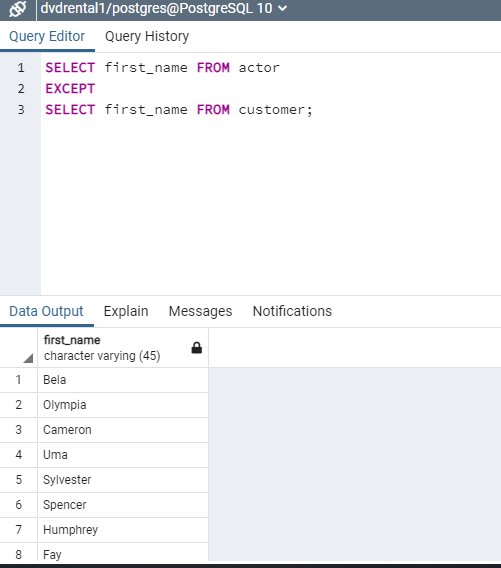 dvdrental1/postgres@PostgreSQL 10
Query Editor Query History
1 SELECT first_name FROM actor
2 EXCEPT
3 SELECT first_name FROM customer;
Data Output Explain Messages Notifications
first_name
character varying (45)
1 Bela
2 Olympia
3 Cameron
4 Uma
5 Sylvester
6 Spencer
7 Humphrey
8 Fay